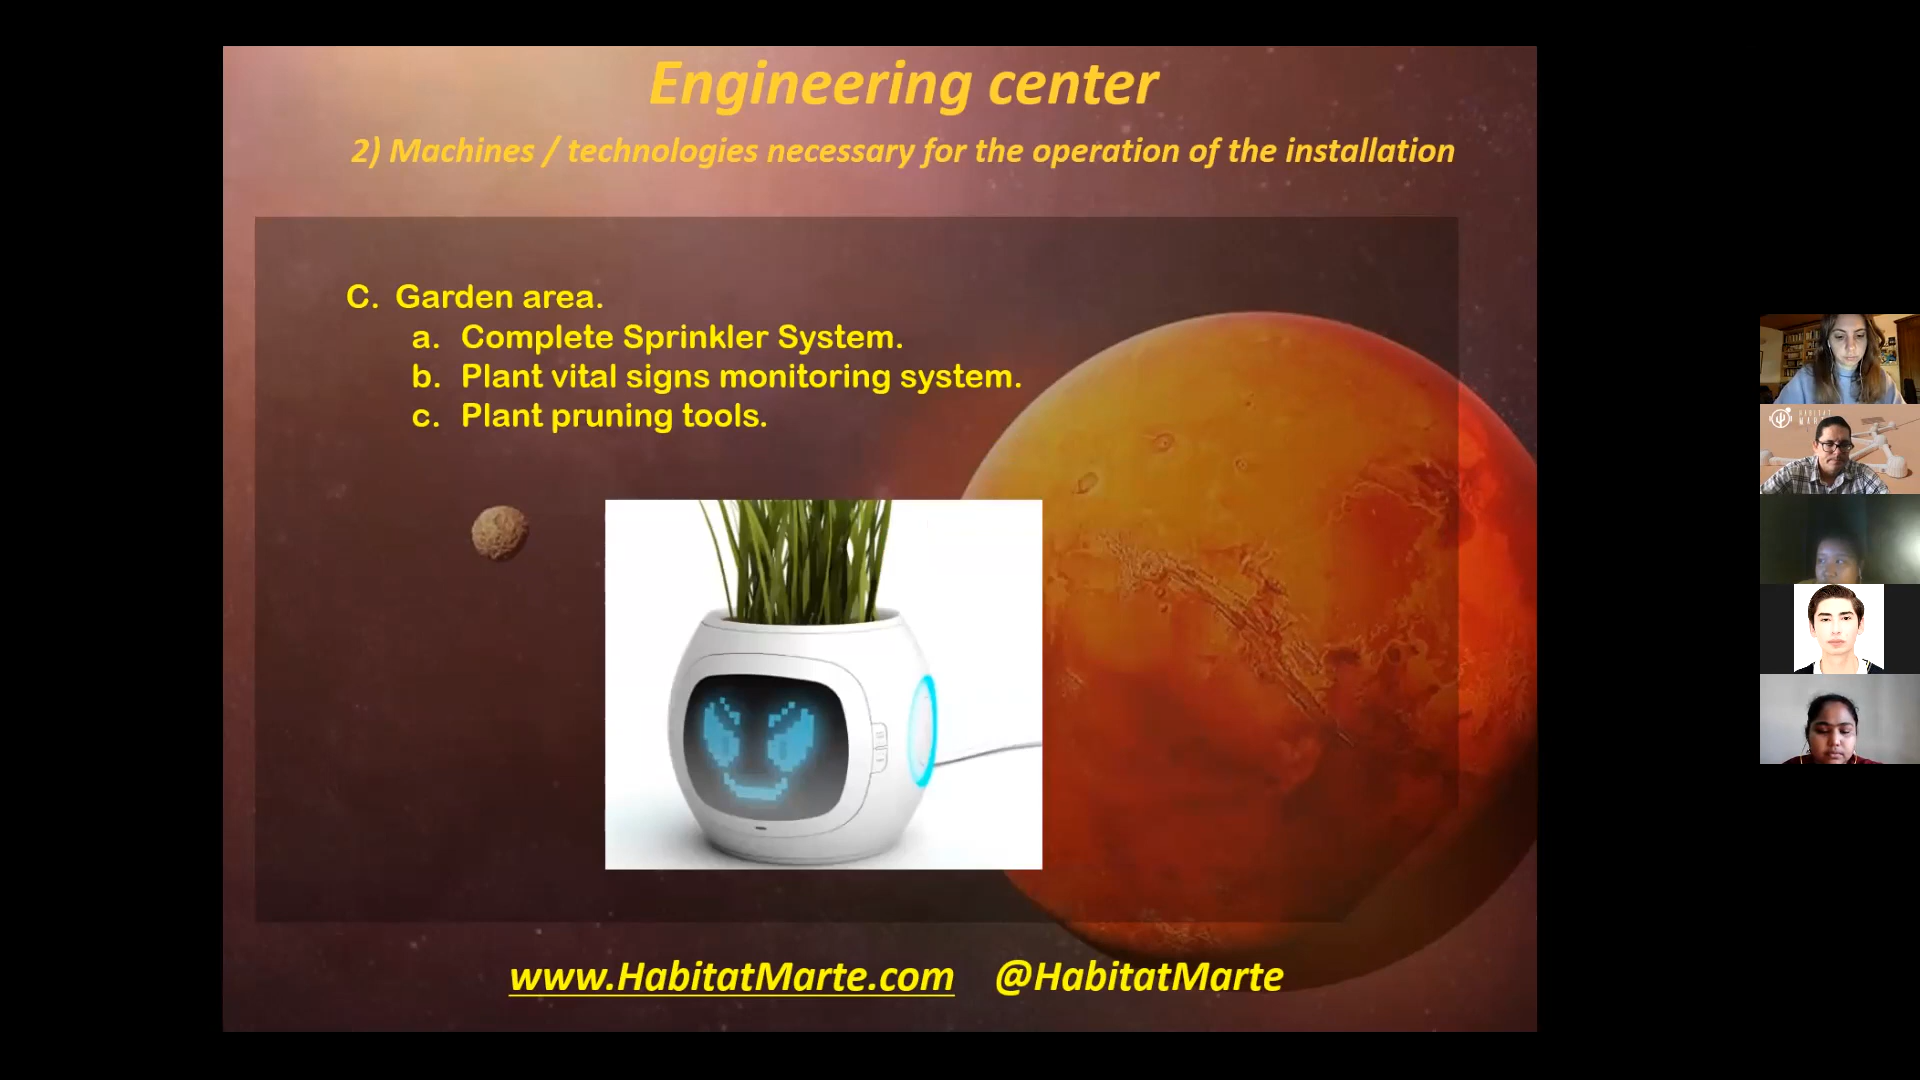 Engineering center
2) Machines / technologies necessary for the operation of the installation
C. Garden area.
a. Complete Sprinkler System.
b. Plant vital signs monitoring system.
c. Plant pruning tools.
www.HabitatMarte.com @HabitatMarte
HABITAT